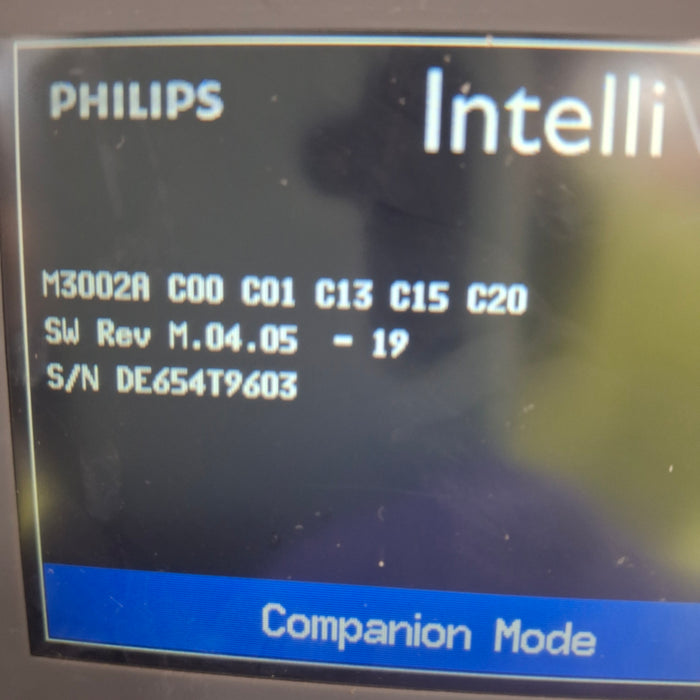 PHILIPS
Intelli
M3002A C00 C01 C13 C15 C20
SW Rev M.04.05 - 19
S/N DE654T9603
Companion Mode